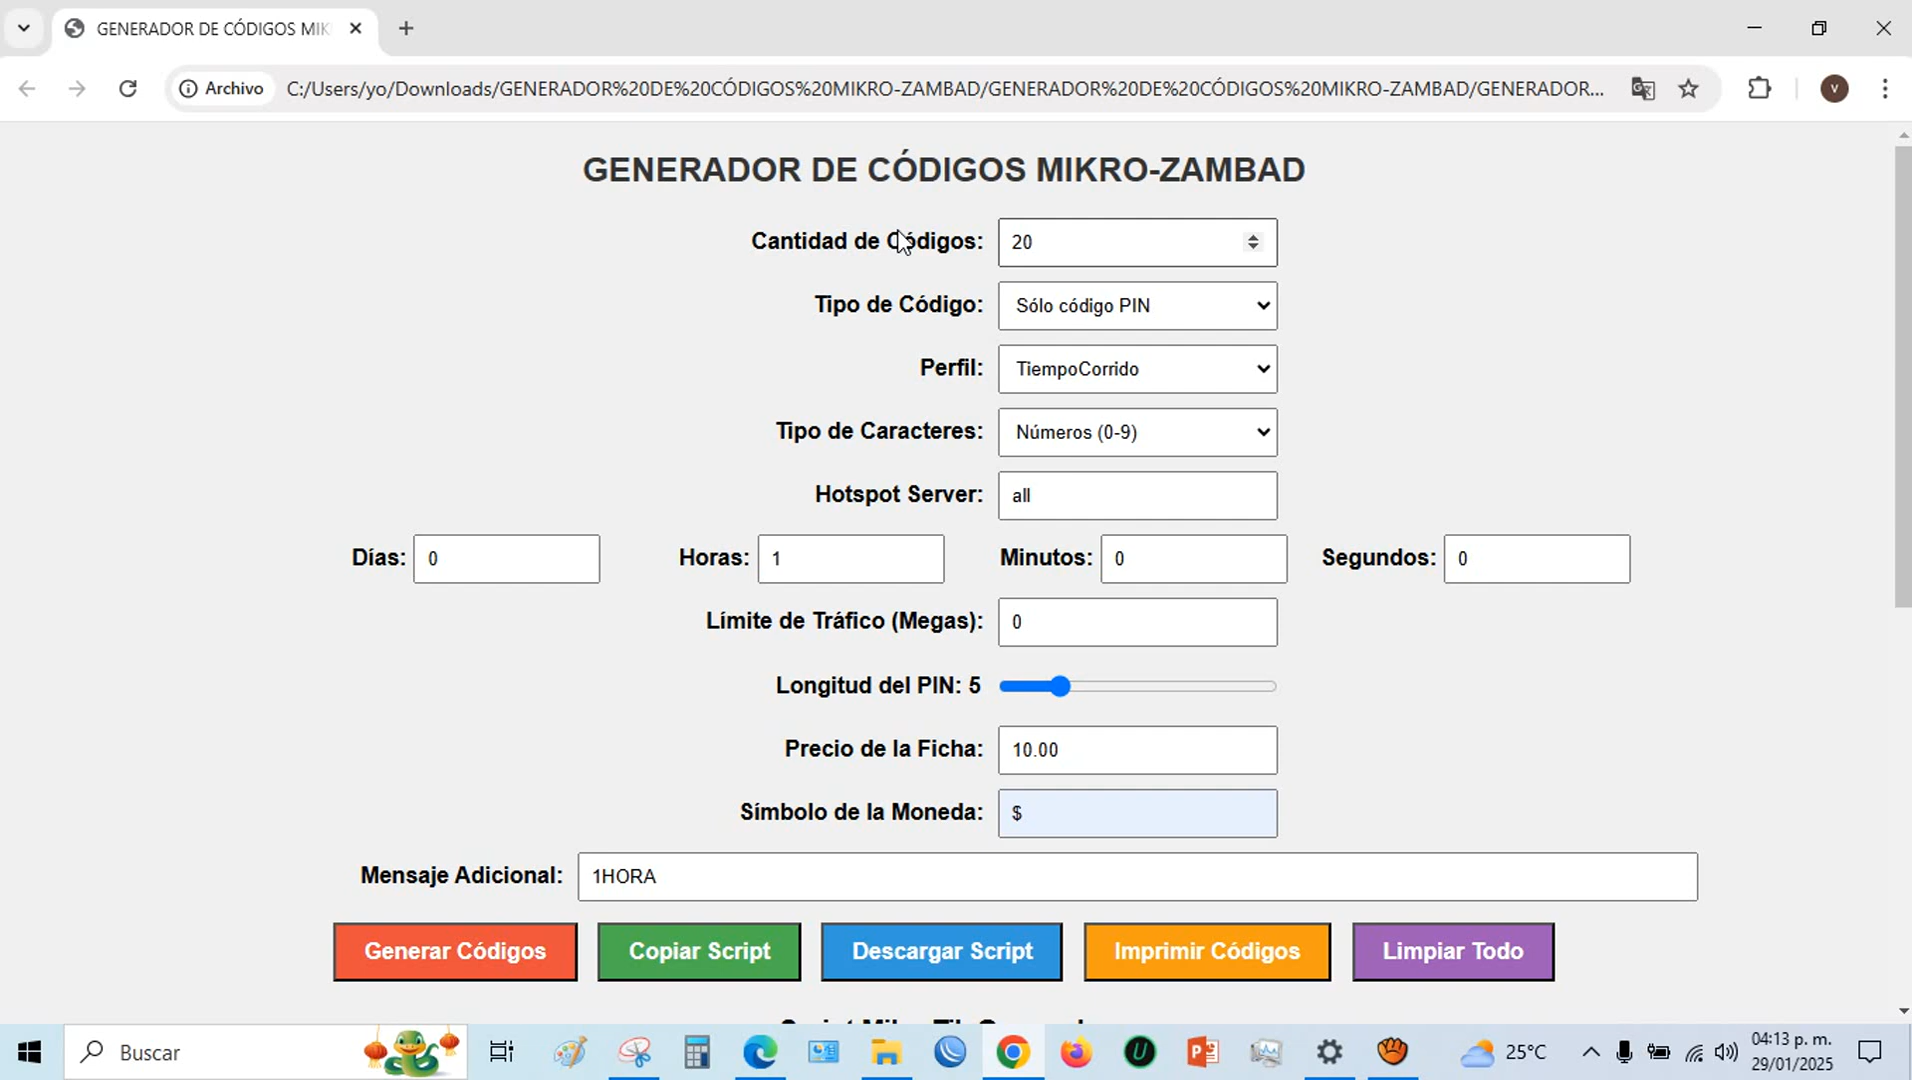 GENERADOR DE CÓDIGOS MIK
Archivo C:/Users/yo/Downloads/GENERADOR%20DE%20CÓDIGOS%20MIKRO-ZAMBAD/GENERADOR%20DE%20CÓDIGOS%20MIKRO-ZAMBAD/GENERADOR... V
GENERADOR DE CÓDIGOS MIKRO-ZAMBAD
Cantidad de Códigos: 20
Tipo de Código: Sólo código PIN
Perfil: TiempoCorrido
Tipo de Caracteres: Números (0-9)
Hotspot Server: all
Días: 0 Horas: 1 Minutos: 0 Segundos: 0
Límite de Tráfico (Megas): 0
Longitud del PIN: 5
Precio de la Ficha: 10.00
Símbolo de la Moneda: $
Mensaje Adicional: 1HORA
Generar Códigos Copiar Script Descargar Script Imprimir Códigos Limpiar Todo
Buscar 25°C 04:13 p. m.
29/01/2025